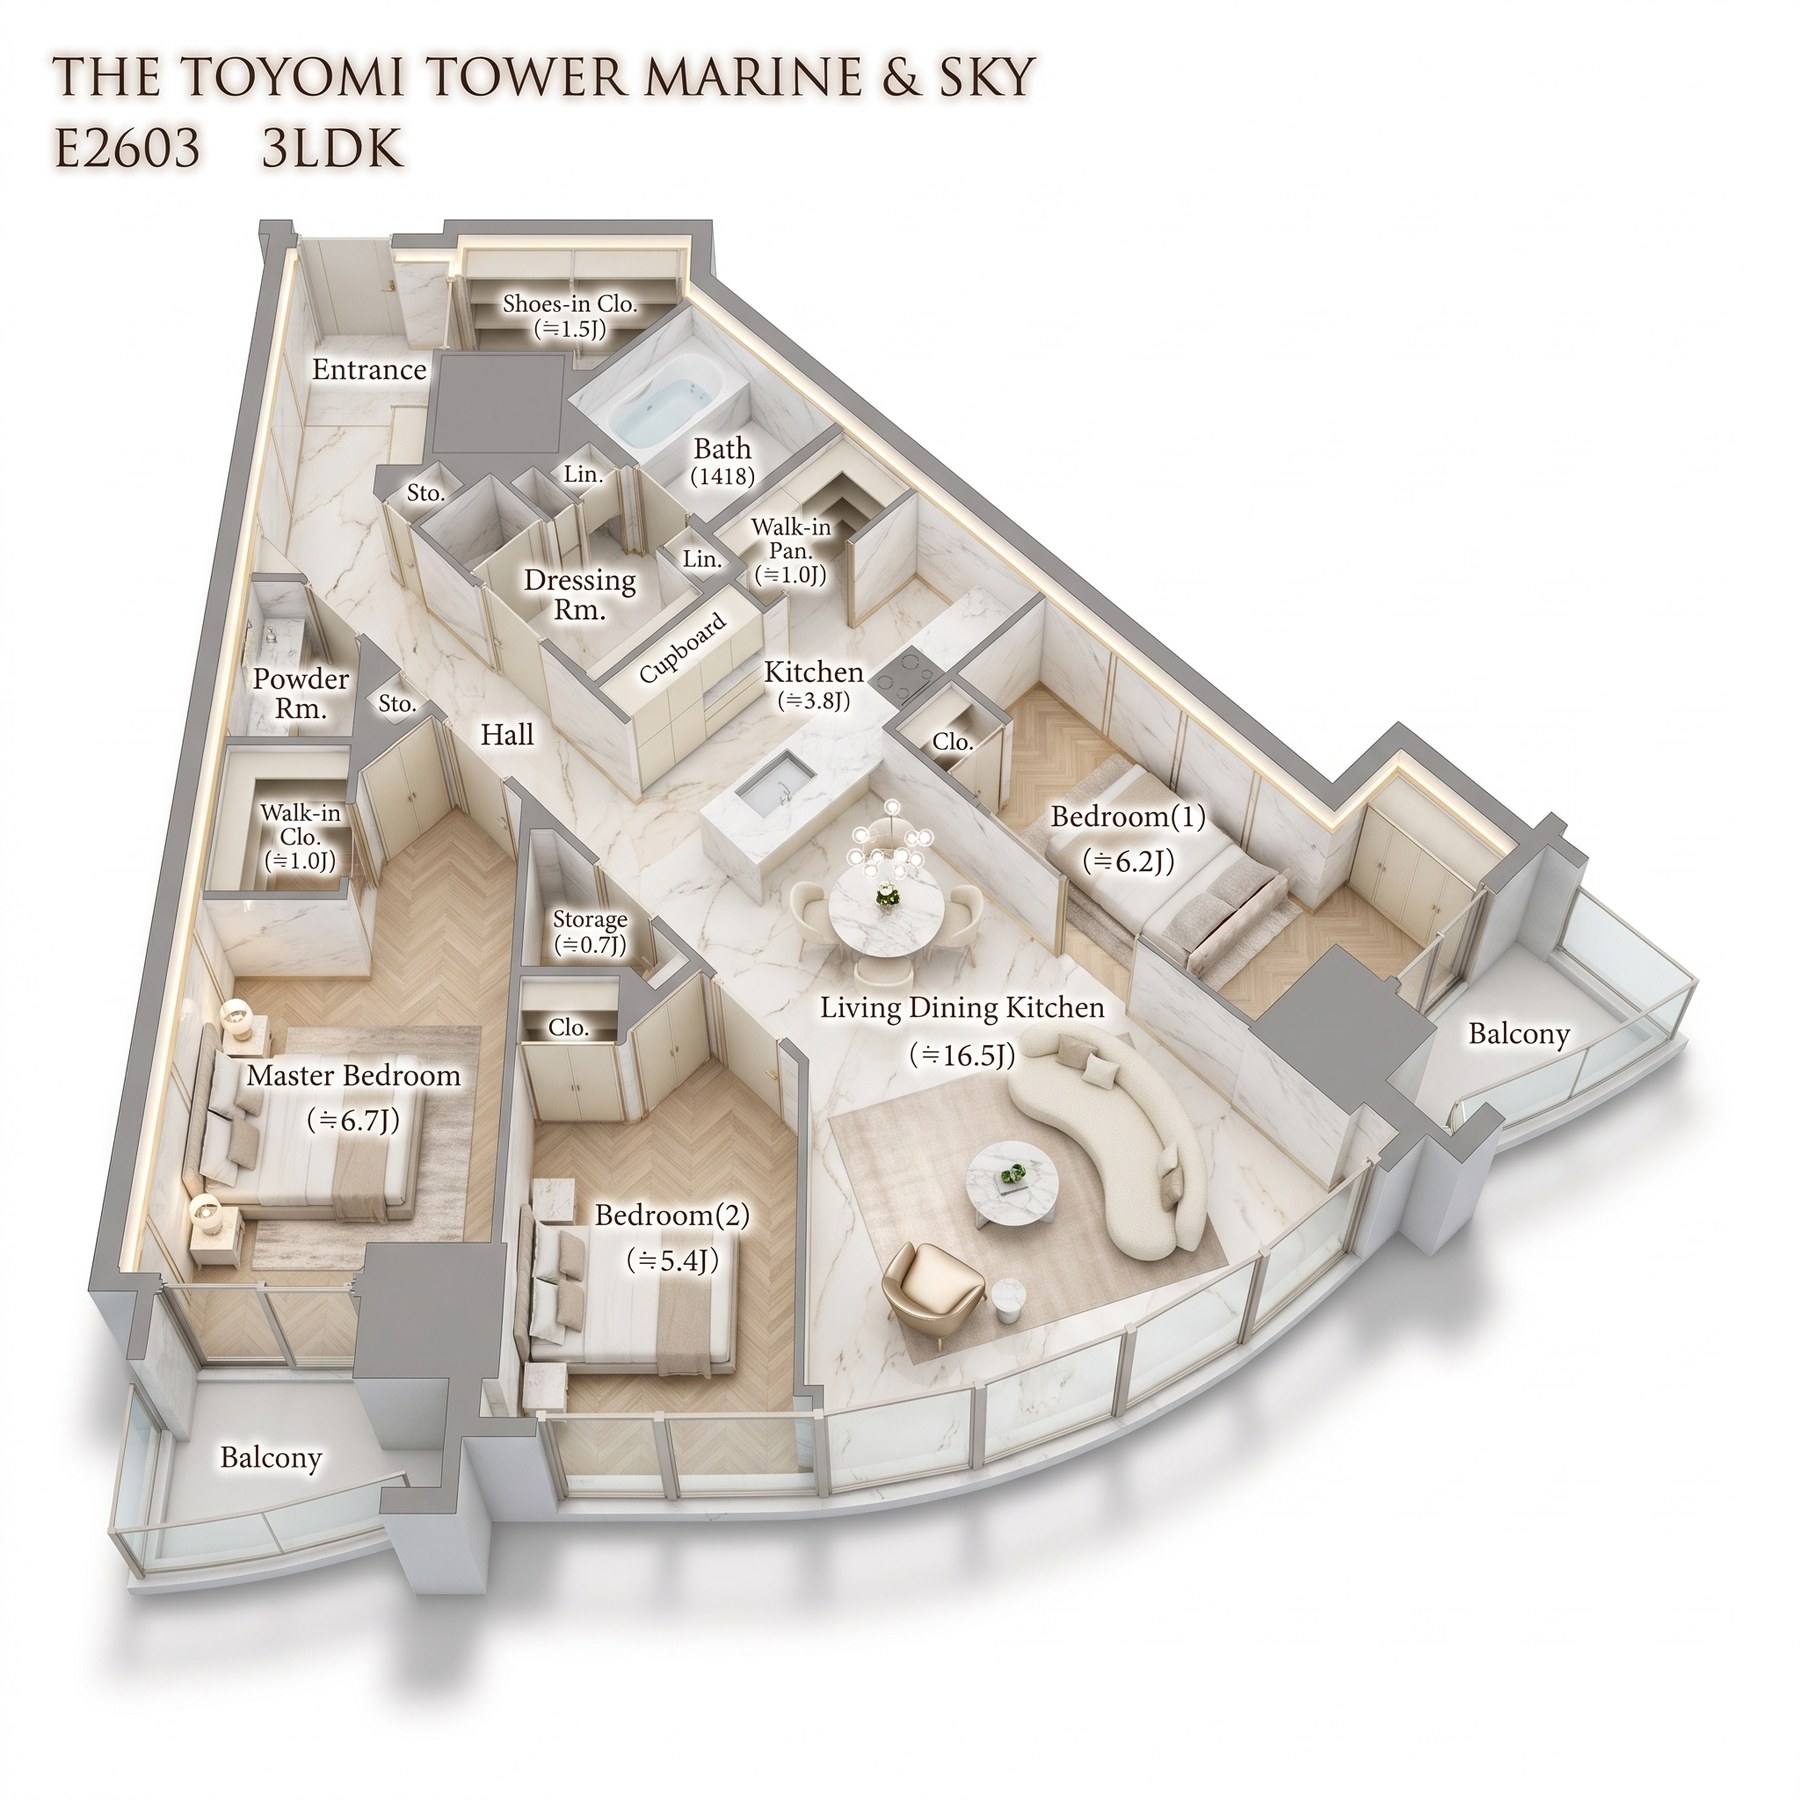 THE TOYOMI TOWER MARINE & SKY
E2603 3LDK
Shoes-in Clo.
(≒1.5J)
Entrance
Bath
(1418)
Lin.
Sto.
Walk-in
Pan.
(≒1.0J)
Lin.
Dressing
Rm.
Cupboard
Kitchen
(≒3.8J)
Powder
Rm.
Sto.
Hall
Clo.
Walk-in
Clo.
(≒1.0J)
Bedroom(1)
(≒6.2J)
Storage
(≒0.7J)
Clo.
Living Dining Kitchen
(≒16.5J)
Balcony
Master Bedroom
(≒6.7J)
Bedroom(2)
(≒5.4J)
Balcony